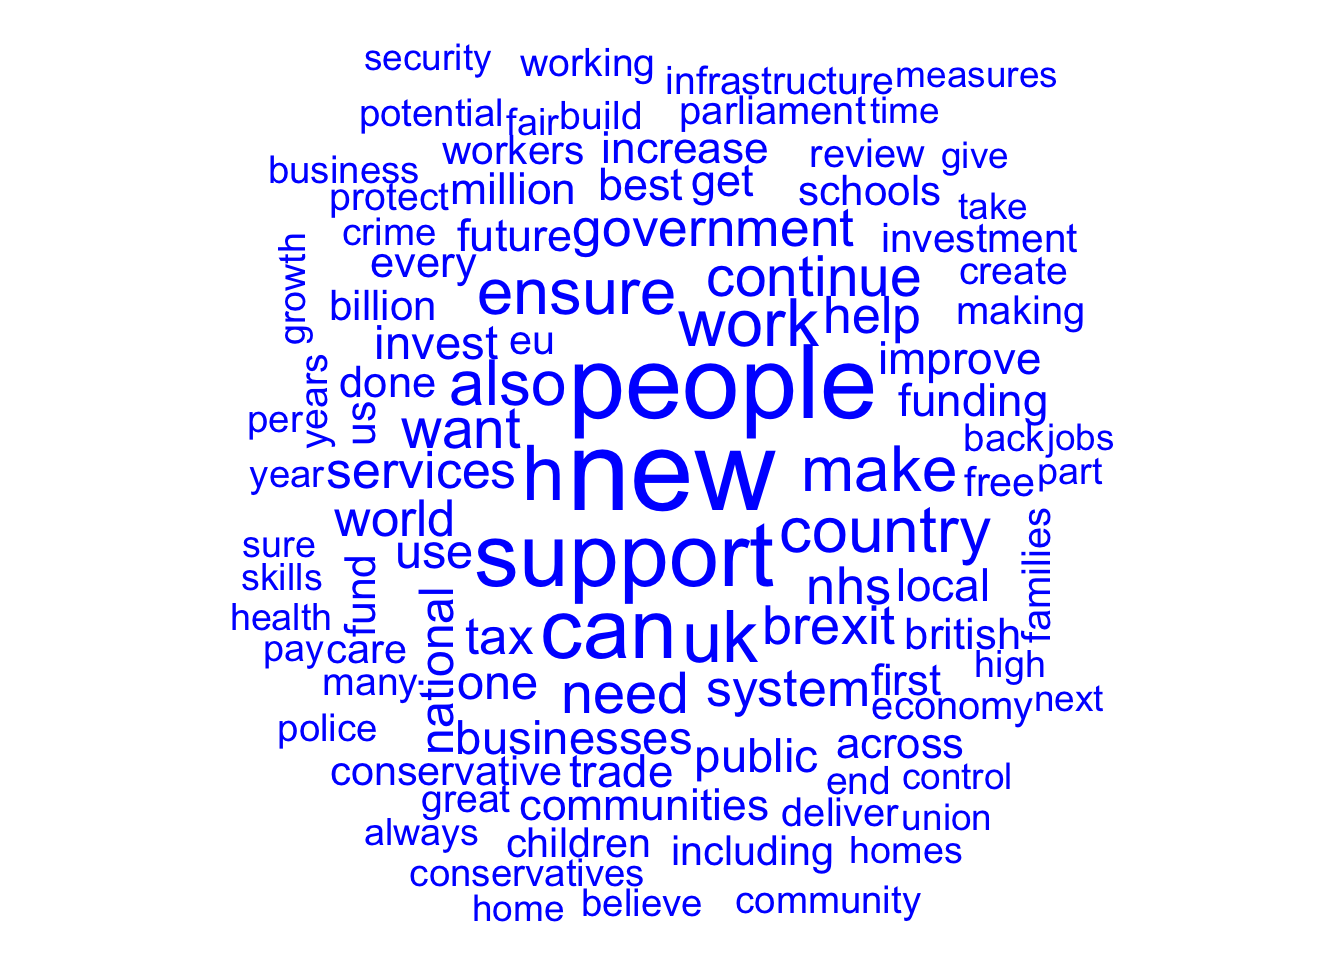 security working infrastructure measures
potential fair build parliament time
workers increase review give
business protect million best get schools take
crime future government investment
every ensure continue create
growth billion work help making
invest eu people improve
years done also funding
per us want back jobs
year services h new make free part
world country
sure use support families
skills fund nhs local
health national tax can uk brexit british
pay care high
many one need system first
economy next
police businesses public across
conservative trade end control
great communities deliver union
always children including homes
conservatives
home believe community